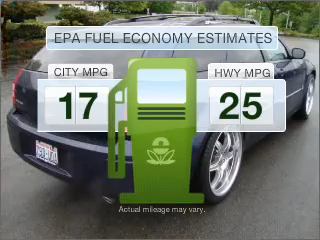 EPA FUEL ECONOMY ESTIMATES
CITY MPG
HWY MPG
17
25
Actual mileage may vary.